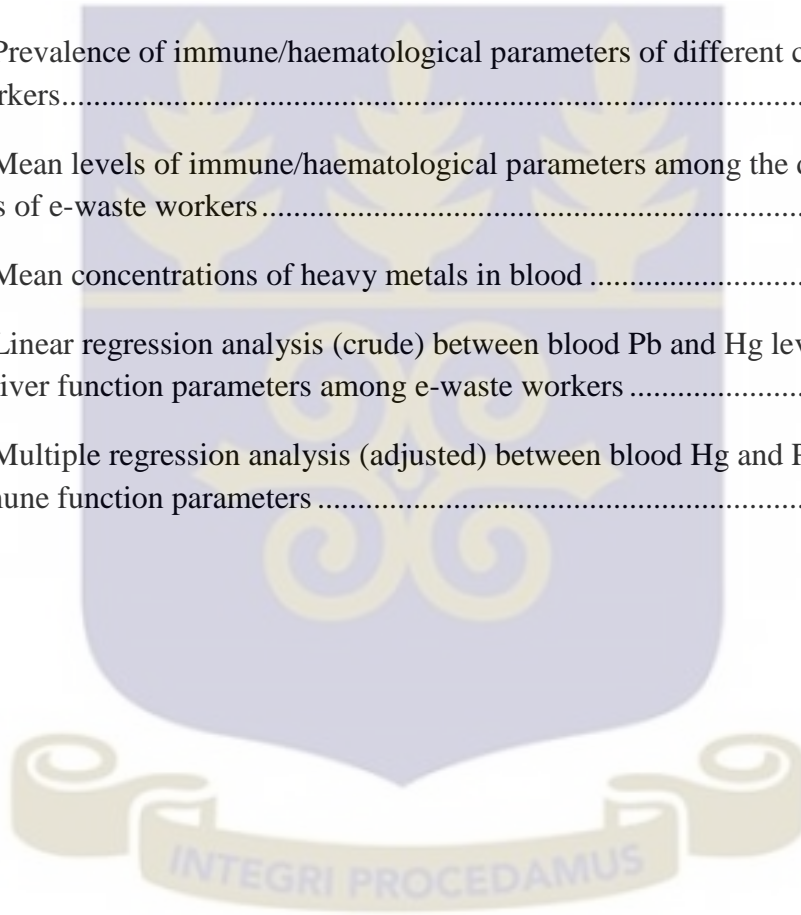 Prevalence of immune/haematological parameters of different c
rkers
Mean levels of immune/haematological parameters among the
s of e-waste workers
Mean concentrations of heavy metals in blood
Linear regression analysis (crude) between blood Pb and Hg lev
iver function parameters among e-waste workers
Multiple regression analysis (adjusted) between blood Hg and
une function parameters
INTEGRI PROCEDAMUS